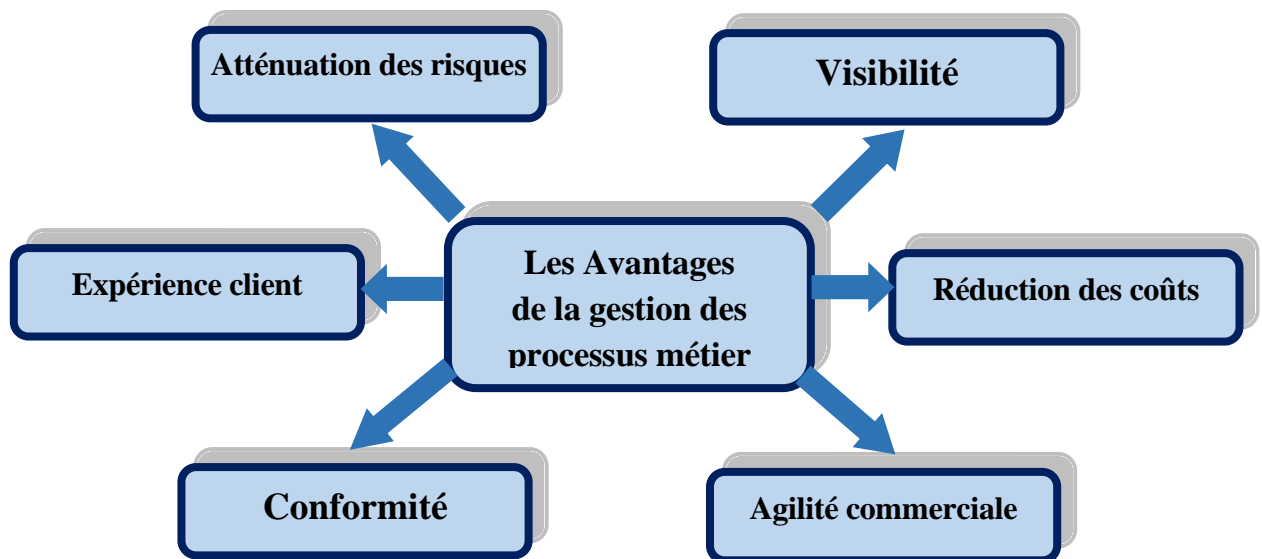 Atténuation des risques
Visibilité
Expérience client
Les Avantages
de la gestion des
processus métier
Réduction des coûts
Conformité
Agilité commerciale